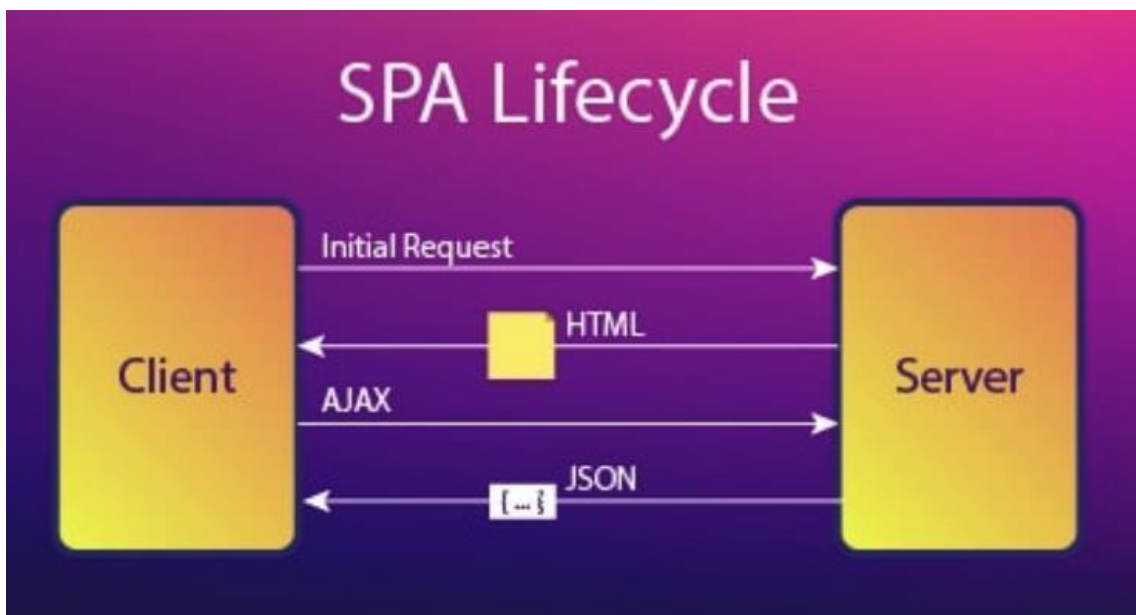 SPA Lifecycle
Initial Request
HTML
Client
Server
AJAX
JSON
{ ... }